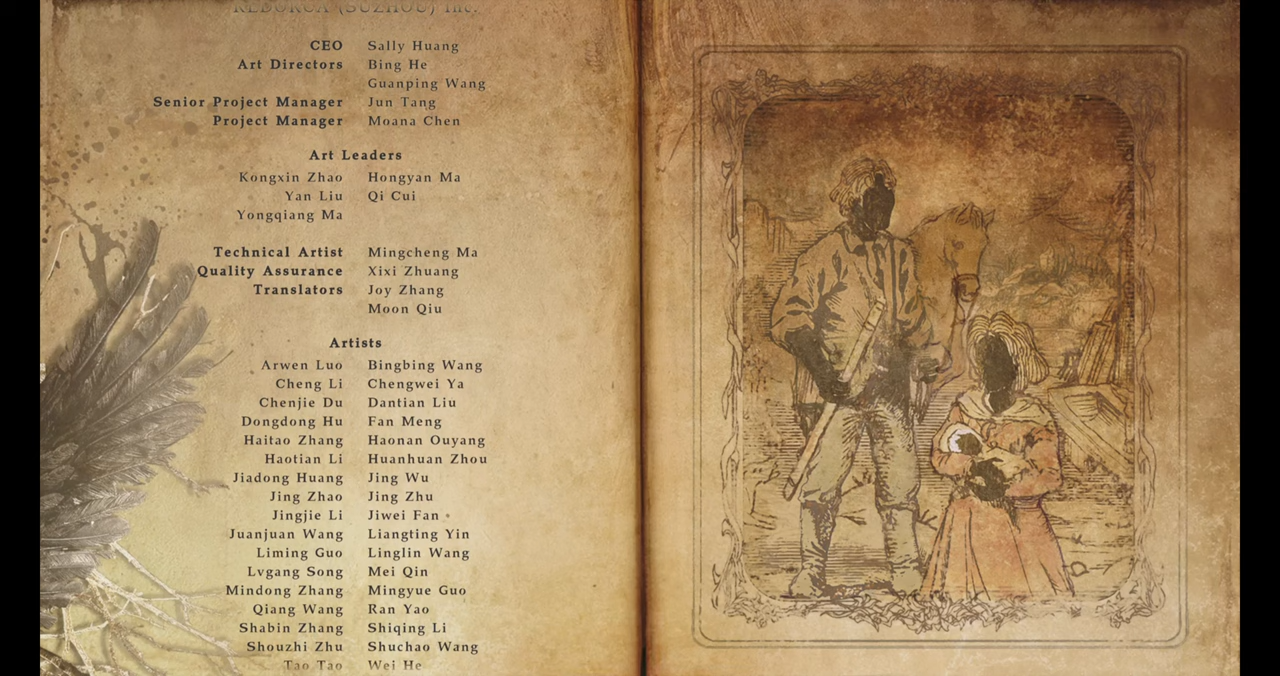 REDORCA (SUZHOU) Inc.
CEO Sally Huang
Art Directors Bing He
Guanping Wang
Senior Project Manager Jun Tang
Project Manager Moana Chen
Art Leaders
Kongxin Zhao Hongyan Ma
Yan Liu Qi Cui
Yongqiang Ma
Technical Artist Mingcheng Ma
Quality Assurance Xixi Zhuang
Translators Joy Zhang
Moon Qiu
Artists
Arwen Luo Bingbing Wang
Cheng Li Chengwei Ya
Chenjie Du Dantian Liu
Dongdong Hu Fan Meng
Haitao Zhang Haonan Ouyang
Haotian Li Huanhuan Zhou
Jiadong Huang Jing Wu
Jing Zhao Jing Zhu
Jingjie Li Jiwei Fan
Juanjuan Wang Liangting Yin
Liming Guo Linglin Wang
Lvgang Song Mei Qin
Mindong Zhang Mingyue Guo
Qiang Wang Ran Yao
Shabin Zhang Shiqing Li
Shouzhi Zhu Shuchao Wang
Tao Tao Wei He